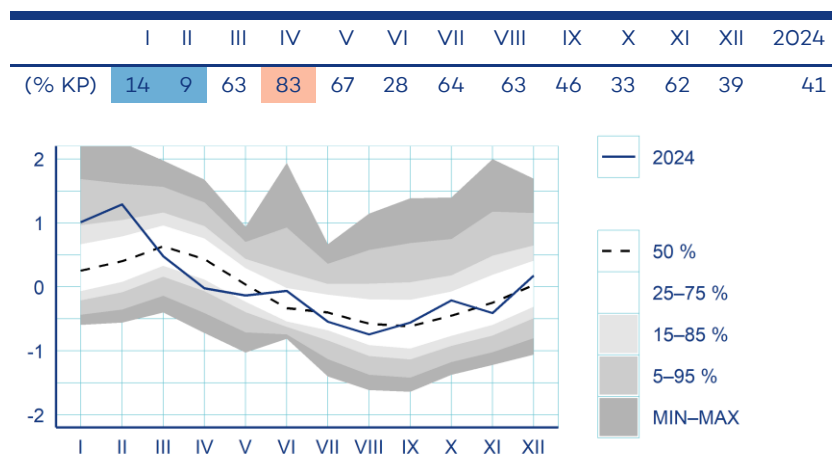 I II III IV V VI VII VIII IX X XI XII 2024
(% KP) 14 9 63 83 67 28 64 63 46 33 62 39 41
2
1
0
-1
-2
I II III IV V VI VII VIII IX X XI XII
2024
50 %
25–75 %
15–85 %
5–95 %
MIN–MAX